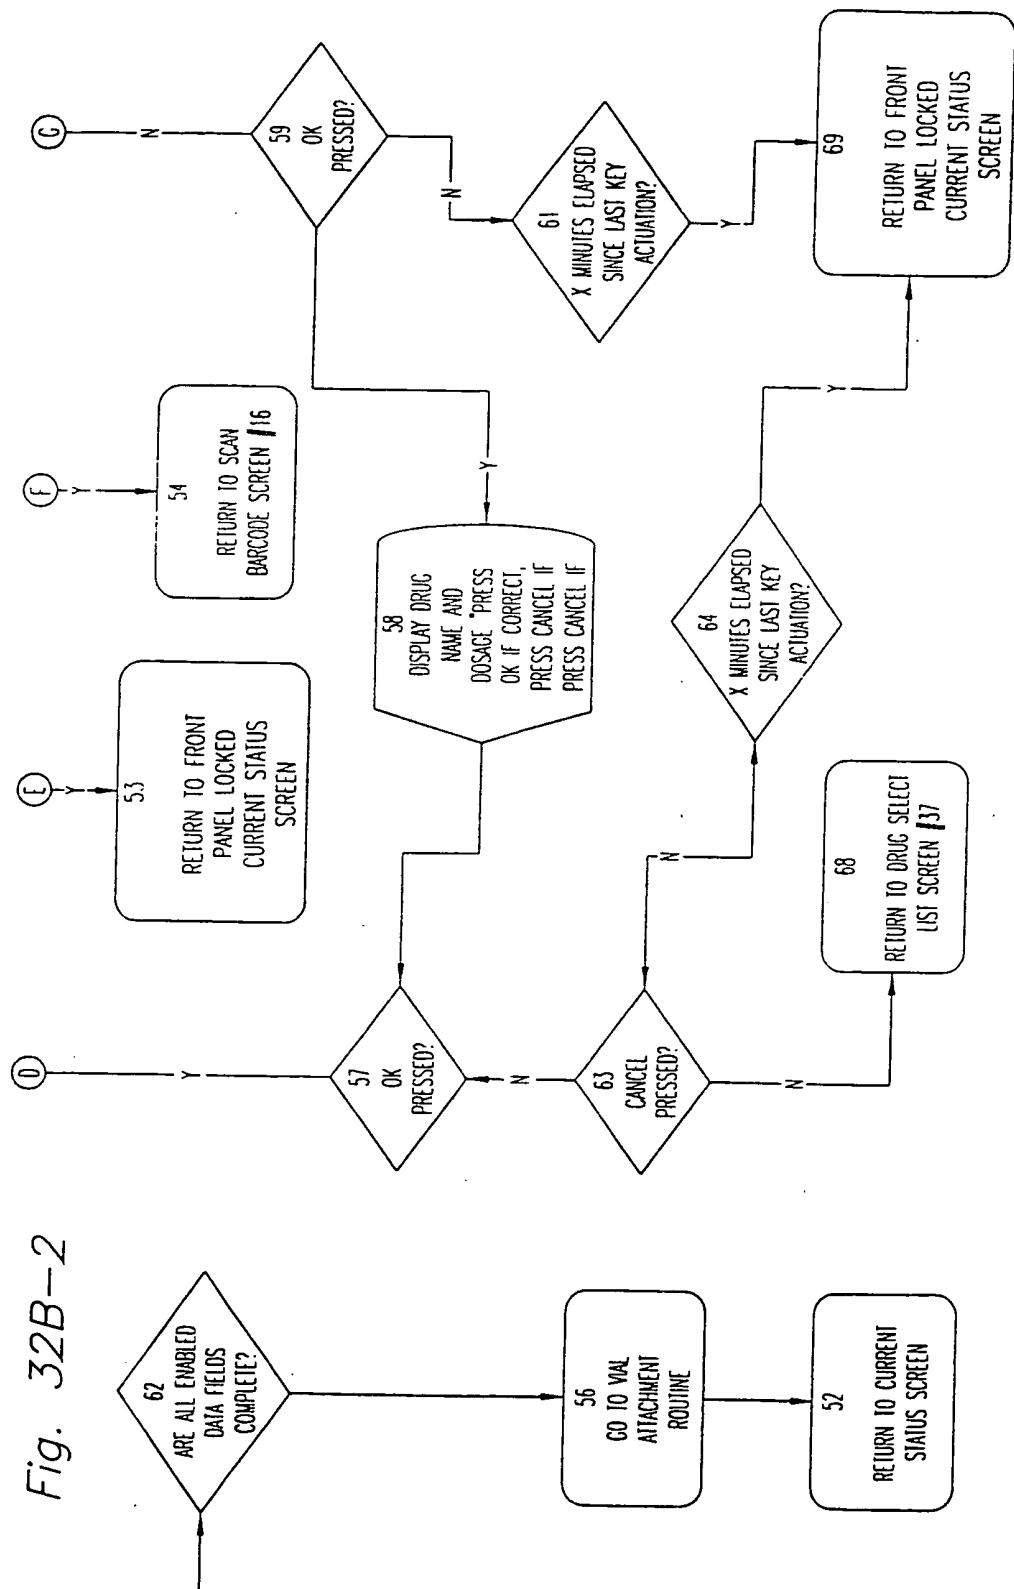 Fig. 32B-2
62
ARE ALL ENABLED
DATA FIELDS
COMPLETE?
56
GO TO VIAL
ATTACHMENT
ROUTINE
52
RETURN TO CURRENT
STATUS SCREEN
D
Y
57
OK
PRESSED?
N
63
CANCEL
PRESSED?
N
68
RETURN TO DRUG SELECT
LIST SCREEN #37
E
Y
53
RETURN TO FRONT
PANEL LOCKED
CURRENT STATUS
SCREEN
F
Y
54
RETURN TO SCAN
BARCODE SCREEN #16
58
DISPLAY DRUG
NAME AND
DOSAGE "PRESS
OK IF CORRECT,
PRESS CANCEL IF
PRESS CANCEL IF
Y
N
64
X MINUTES ELAPSED
SINCE LAST KEY
ACTUATION?
Y
G
N
59
OK
PRESSED?
N
61
X MINUTES ELAPSED
SINCE LAST KEY
ACTUATION?
Y
69
RETURN TO FRONT
PANEL LOCKED
CURRENT STATUS
SCREEN